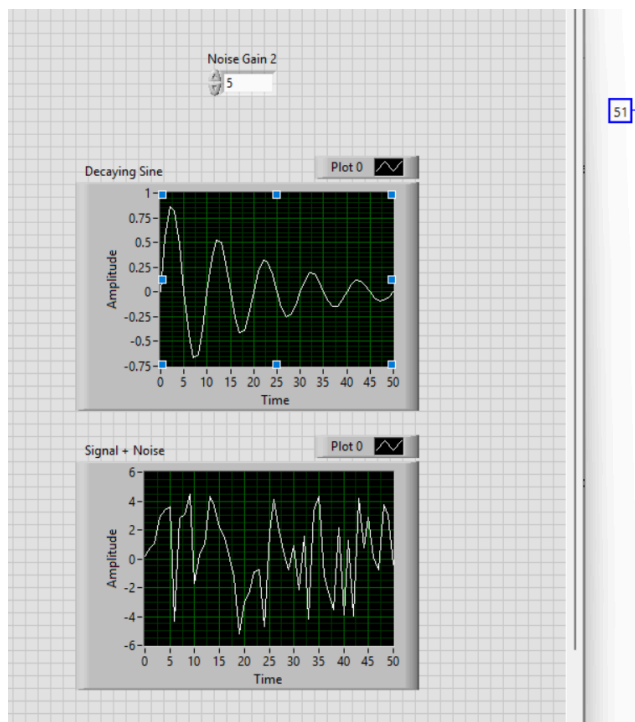 Noise Gain 2
5
51
Decaying Sine
Plot 0
Amplitude
1
0.75
0.5
0.25
0
-0.25
-0.5
-0.75
0 5 10 15 20 25 30 35 40 45 50
Time
Signal + Noise
Plot 0
Amplitude
6
4
2
0
-2
-4
-6
0 5 10 15 20 25 30 35 40 45 50
Time